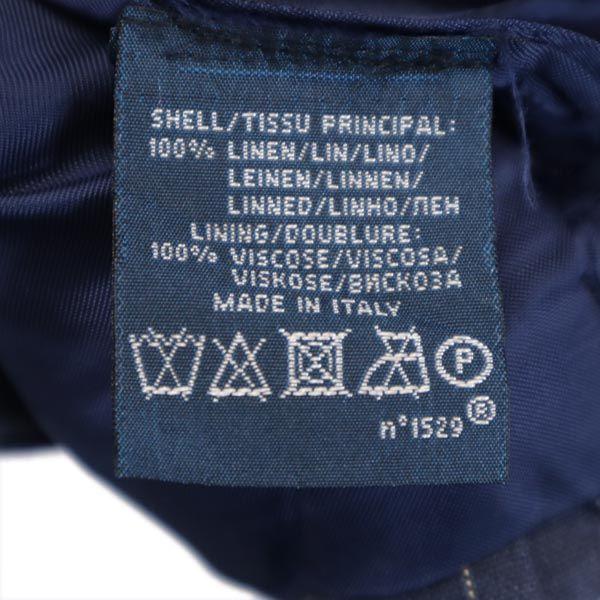 SHELL/TISSU PRINCIPAL:
100% LINEN/LIN/LINO/
LEINEN/LINNEN/
LINNED/LINHO/ЛЕН
LINING/DOUBLURE:
100% VISCOSE/VISCOSA/
VISKOSE/ВИСКОЗА
MADE IN ITALY
P
n°1529®